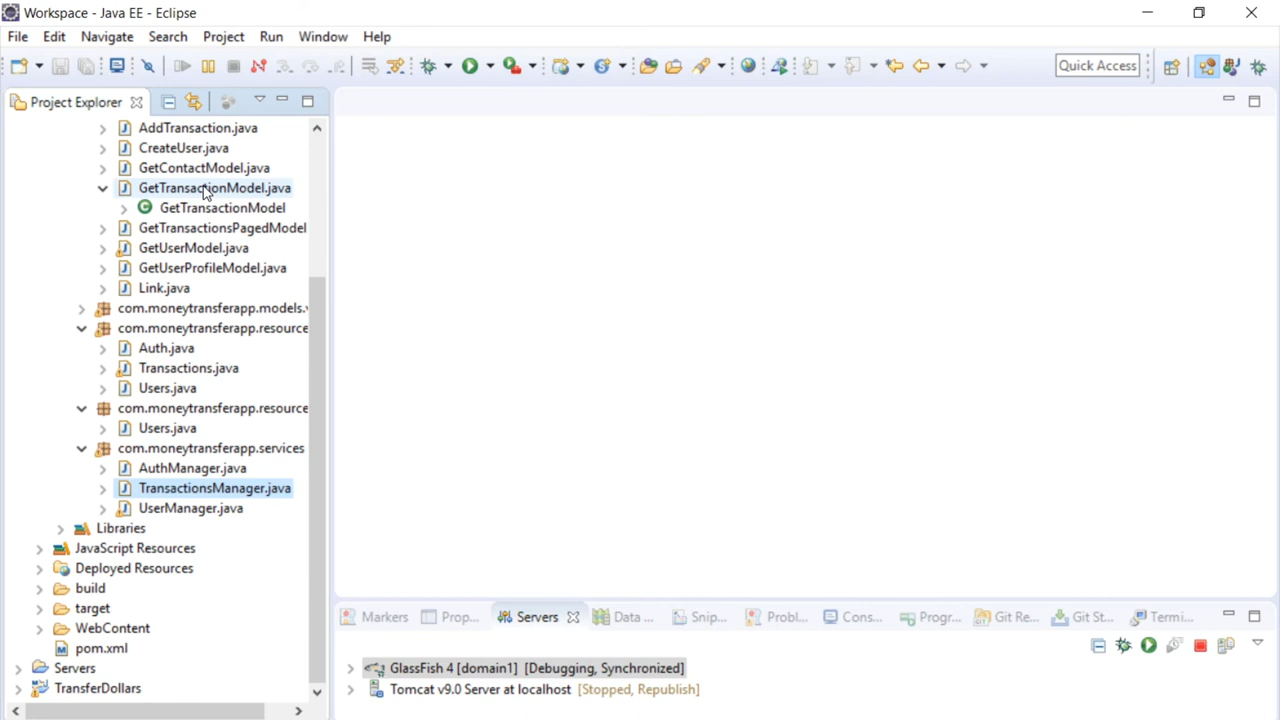 Workspace - Java EE - Eclipse
File Edit Navigate Search Project Run Window Help
Quick Access
Project Explorer
AddTransaction.java
CreateUser.java
GetContactModel.java
GetTransactionModel.java
GetTransactionModel
GetTransactionsPagedModel
GetUserModel.java
GetUserProfileModel.java
Link.java
com.moneytransferapp.models.
com.moneytransferapp.resource
Auth.java
Transactions.java
Users.java
com.moneytransferapp.resource
Users.java
com.moneytransferapp.services
AuthManager.java
TransactionsManager.java
UserManager.java
Libraries
JavaScript Resources
Deployed Resources
build
target
WebContent
pom.xml
Servers
TransferDollars
Markers Prop... Servers Data ... Snip... Probl... Cons... Progr... Git Re... Git St... Termi...
GlassFish 4 [domain1] [Debugging, Synchronized]
Tomcat v9.0 Server at localhost [Stopped, Republish]